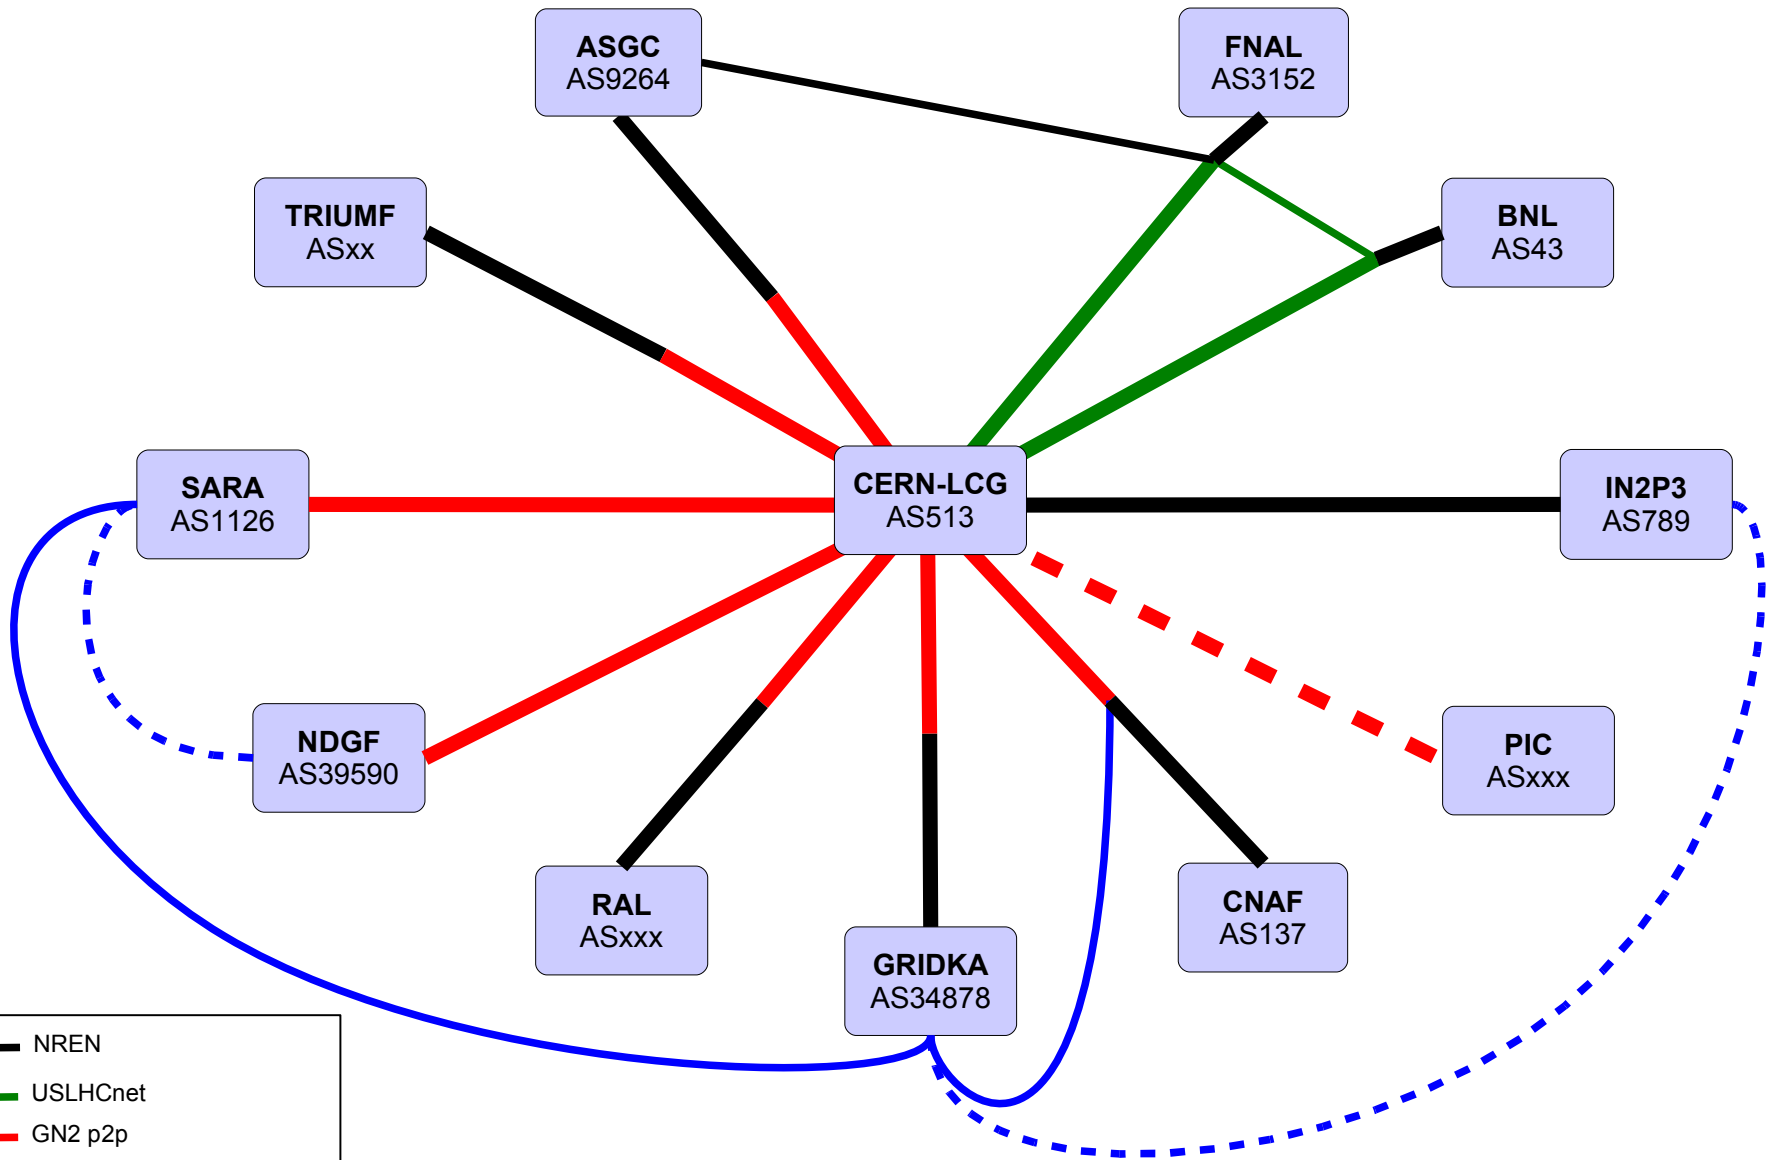 ASGC
AS9264
FNAL
AS3152
TRIUMF
ASxx
BNL
AS43
SARA
AS1126
CERN-LCG
AS513
IN2P3
AS789
NDGF
AS39590
PIC
ASxxx
RAL
ASxxx
CNAF
AS137
GRIDKA
AS34878
NREN
USLHCnet
GN2 p2p